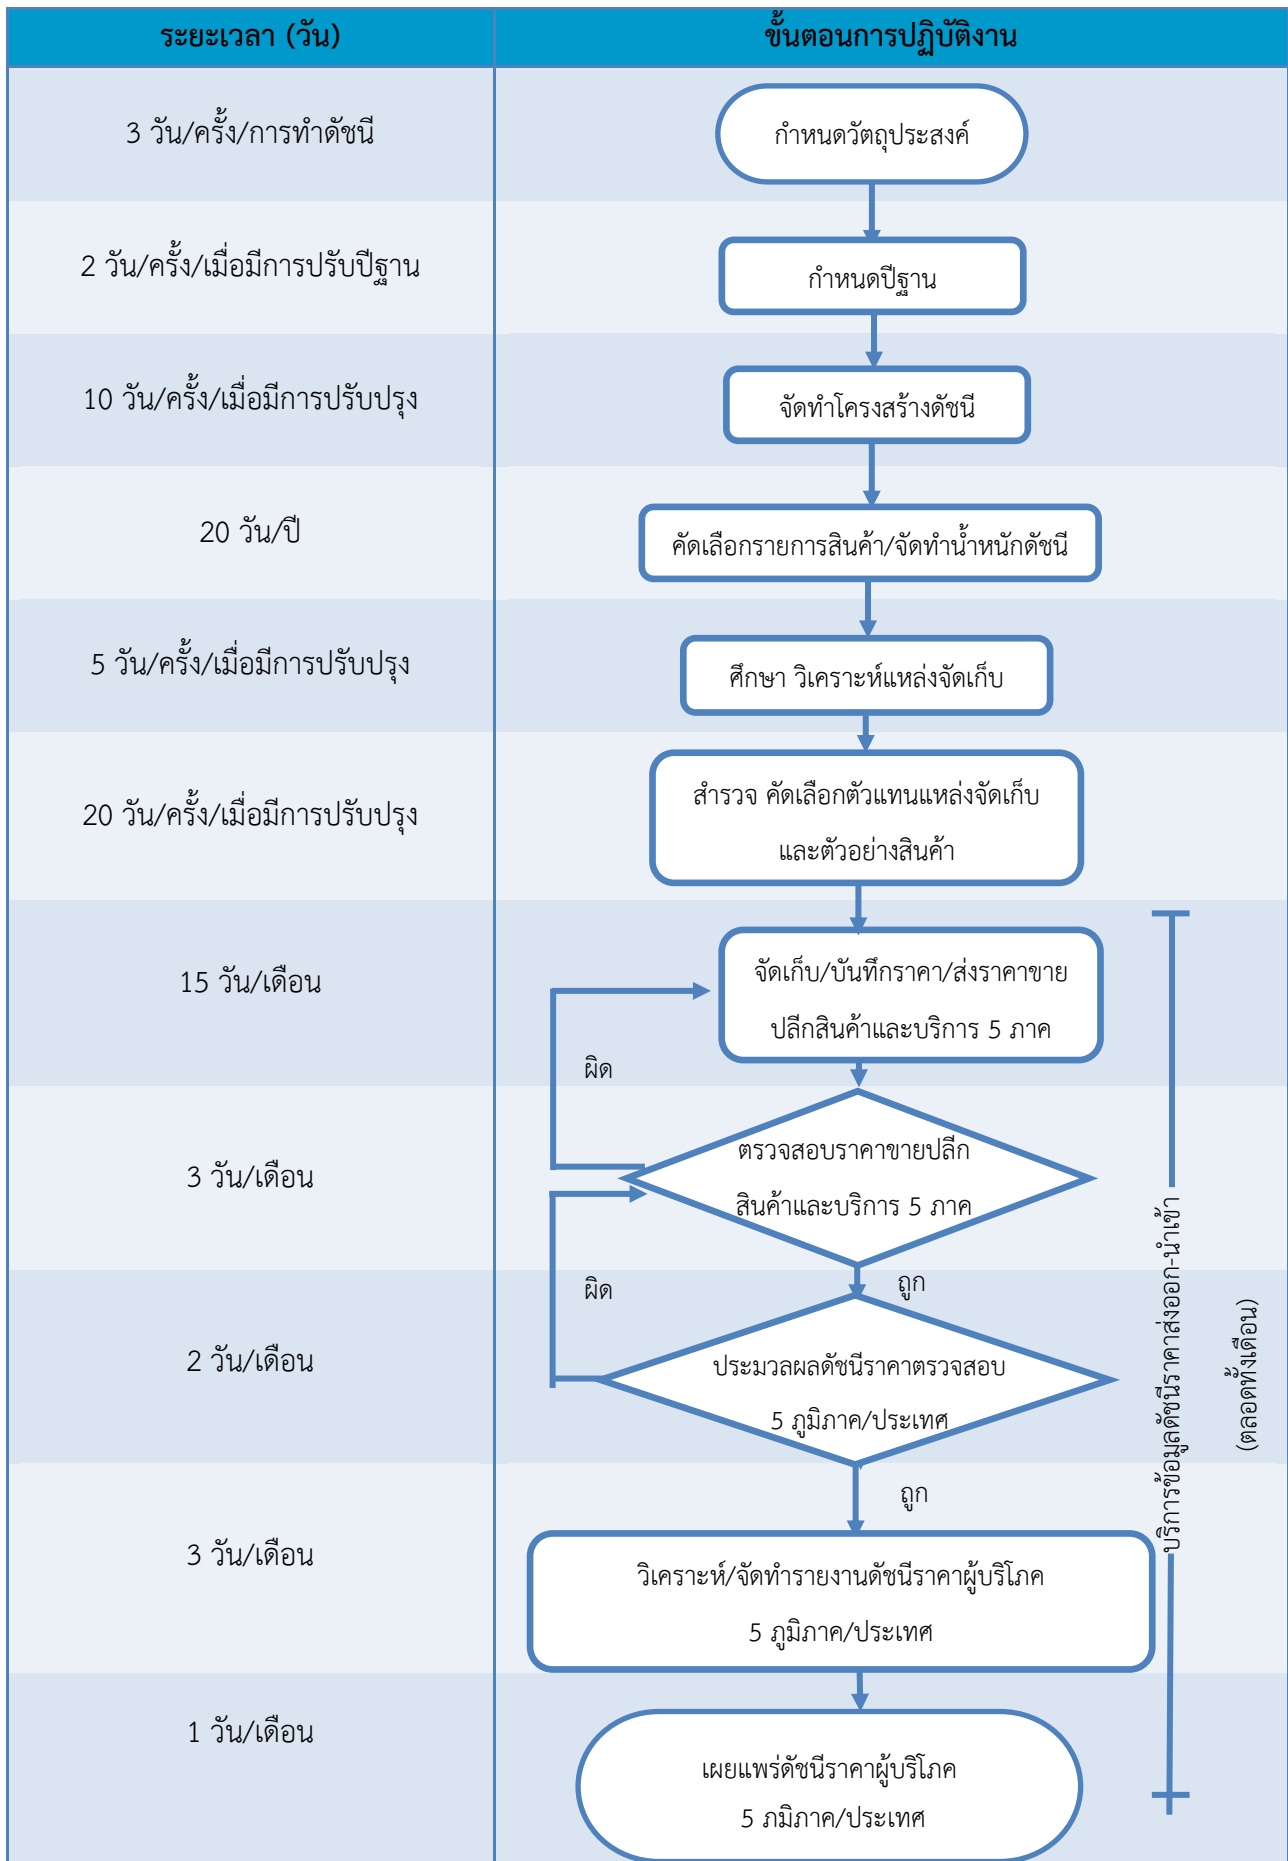 ระยะเวลา (วัน)
ขั้นตอนการปฏิบัติงาน
3 วัน/ครั้ง/การทำดัชนี
กำหนดวัตถุประสงค์
2 วัน/ครั้ง/เมื่อมีการปรับปีฐาน
กำหนดปีฐาน
10 วัน/ครั้ง/เมื่อมีการปรับปรุง
จัดทำโครงสร้างดัชนี
20 วัน/ปี
คัดเลือกรายการสินค้า/จัดทำน้ำหนักดัชนี
5 วัน/ครั้ง/เมื่อมีการปรับปรุง
ศึกษา วิเคราะห์แหล่งจัดเก็บ
20 วัน/ครั้ง/เมื่อมีการปรับปรุง
สำรวจ คัดเลือกตัวแทนแหล่งจัดเก็บ
และตัวอย่างสินค้า
15 วัน/เดือน
จัดเก็บ/บันทึกราคา/ส่งราคาขาย
ปลีกสินค้าและบริการ 5 ภาค
ผิด
3 วัน/เดือน
ตรวจสอบราคาขายปลีก
สินค้าและบริการ 5 ภาค
ถูก
ผิด
2 วัน/เดือน
ประมวลผลดัชนีราคาตรวจสอบ
5 ภูมิภาค/ประเทศ
ถูก
3 วัน/เดือน
วิเคราะห์/จัดทำรายงานดัชนีราคาผู้บริโภค
5 ภูมิภาค/ประเทศ
1 วัน/เดือน
เผยแพร่ดัชนีราคาผู้บริโภค
5 ภมิภาค/ประเทศ
บริการข้อมูลดัชนีราคาส่งออก-นำเข้า
(ตลอดทั้งเดือน)